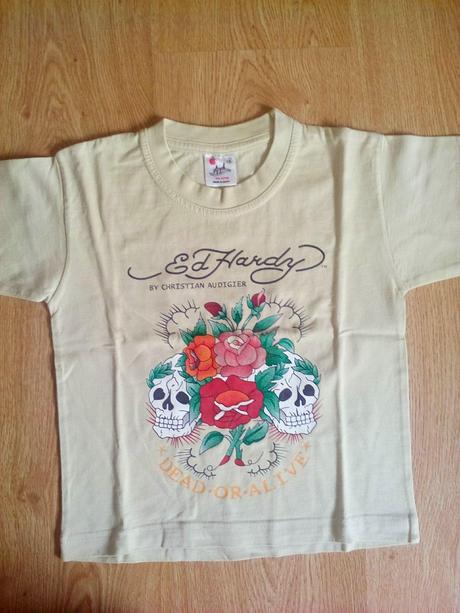 Ed Hardy
BY CHRISTIAN AUDIGIER
DEAD·OR·ALIVE